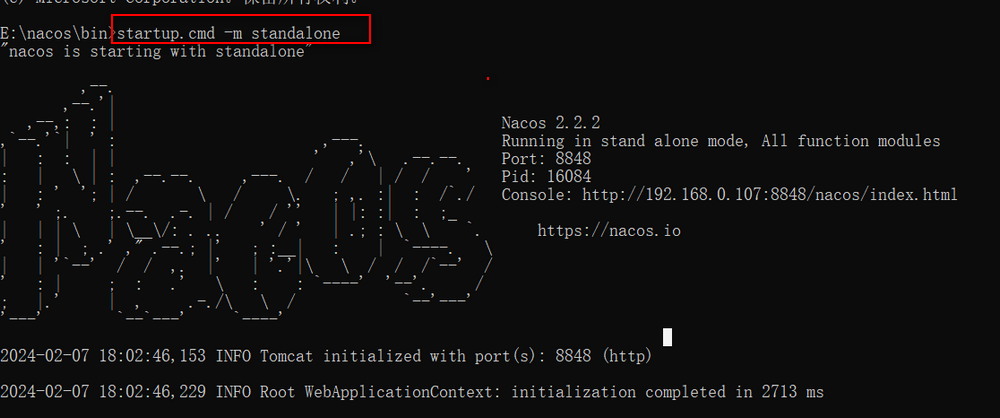 (c) Microsoft Corporation。保留所有权利。
E:\nacos\bin>startup.cmd -m standalone
"nacos is starting with standalone"
Nacos 2.2.2
Running in stand alone mode, All function modules
Port: 8848
Pid: 16084
Console: http://192.168.0.107:8848/nacos/index.html
https://nacos.io
2024-02-07 18:02:46,153 INFO Tomcat initialized with port(s): 8848 (http)
2024-02-07 18:02:46,229 INFO Root WebApplicationContext: initialization completed in 2713 ms